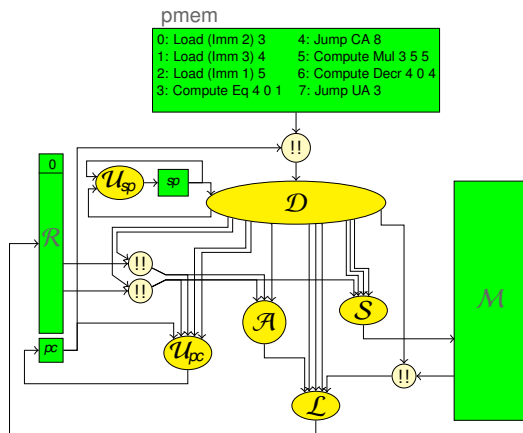 pmem
0: Load (Imm 2) 3 4: Jump CA 8
1: Load (Imm 3) 4 5: Compute Mul 3 5 5
2: Load (Imm 1) 5 6: Compute Decr 4 0 4
3: Compute Eq 4 0 1 7: Jump UA 3
!!
0
U_sp
sp
D
R
!!
!!
M
A
S
pc
U_pc
!!
L